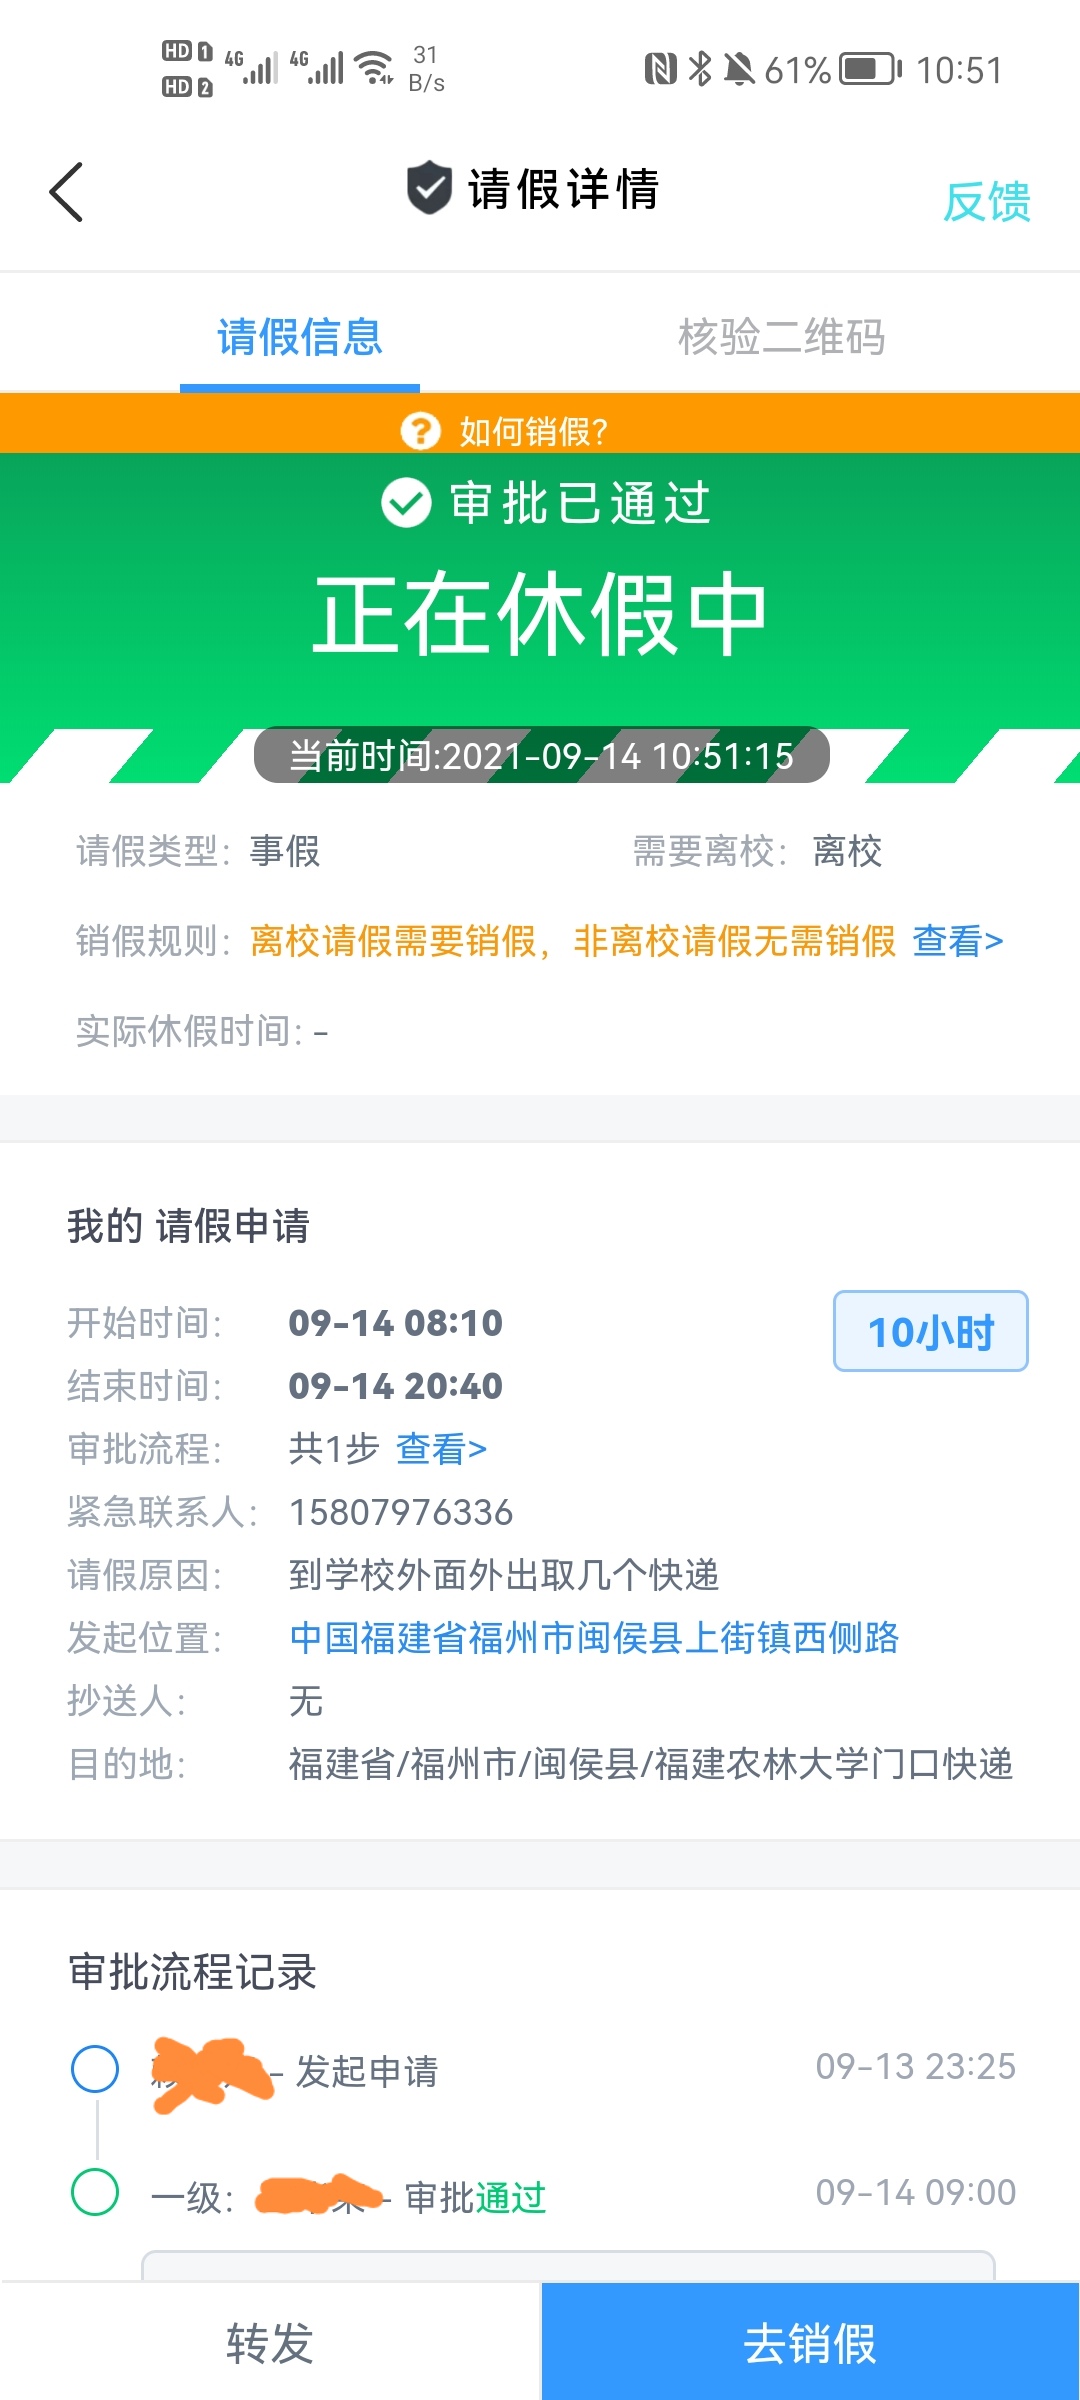 HD 1 4G 4G 31
HD 2 B/s
61% 10:51
请假详情
反馈
请假信息 核验二维码
如何销假?
审批已通过
正在休假中
当前时间:2021-09-14 10:51:15
请假类型: 事假 需要离校: 离校
销假规则: 离校请假需要销假, 非离校请假无需销假 查看>
实际休假时间: -
我的 请假申请
开始时间: 09-14 08:10
10小时
结束时间: 09-14 20:40
审批流程: 共1步 查看>
紧急联系人: 15807976336
请假原因: 到学校外面外出取几个快递
发起位置: 中国福建省福州市闽侯县上街镇西侧路
抄送人: 无
目的地: 福建省/福州市/闽侯县/福建农林大学门口快递
审批流程记录
- 发起申请 09-13 23:25
一级: - 审批通过 09-14 09:00
转发 去销假